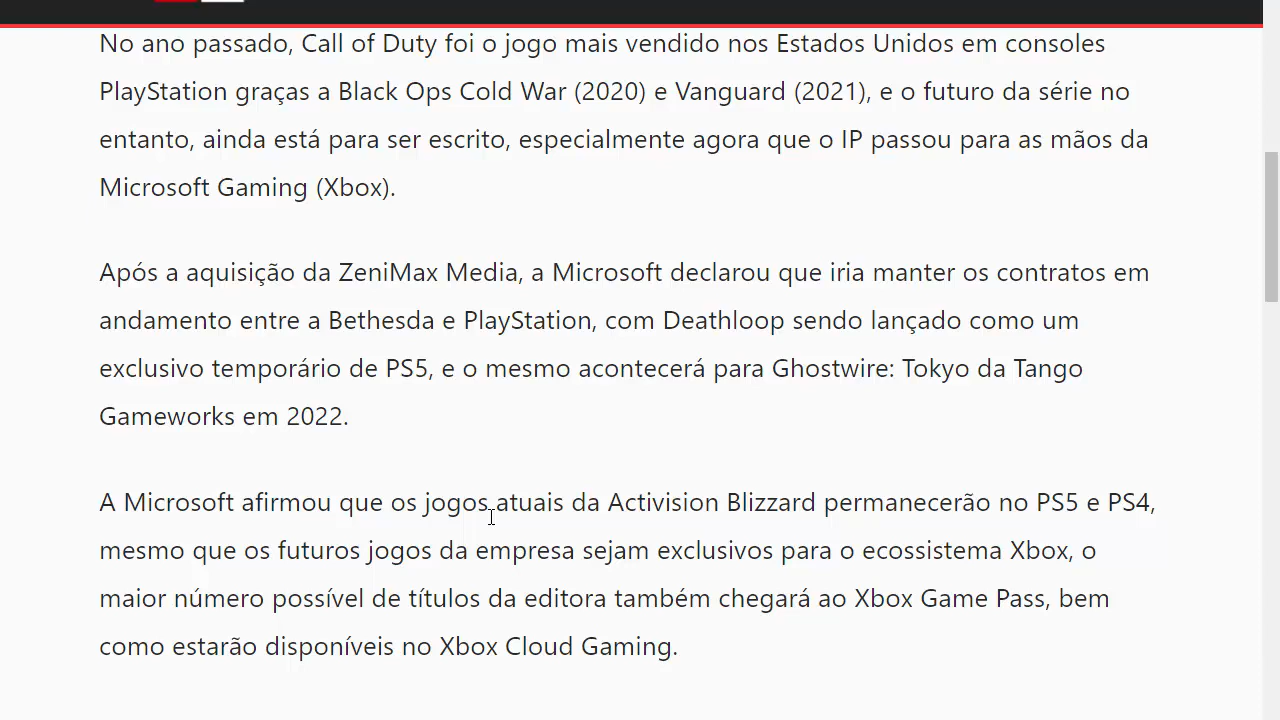 No ano passado, Call of Duty foi o jogo mais vendido nos Estados Unidos em consoles
PlayStation graças a Black Ops Cold War (2020) e Vanguard (2021), e o futuro da série no
entanto, ainda está para ser escrito, especialmente agora que o IP passou para as mãos da
Microsoft Gaming (Xbox).
Após a aquisição da ZeniMax Media, a Microsoft declarou que iria manter os contratos em
andamento entre a Bethesda e PlayStation, com Deathloop sendo lançado como um
exclusivo temporário de PS5, e o mesmo acontecerá para Ghostwire: Tokyo da Tango
Gameworks em 2022.
A Microsoft afirmou que os jogos atuais da Activision Blizzard permanecerão no PS5 e PS4,
mesmo que os futuros jogos da empresa sejam exclusivos para o ecossistema Xbox, o
maior número possível de títulos da editora também chegará ao Xbox Game Pass, bem
como estarão disponíveis no Xbox Cloud Gaming.